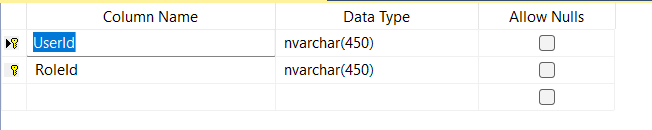 Column Name Data Type Allow Nulls
UserId nvarchar(450)
RoleId nvarchar(450)